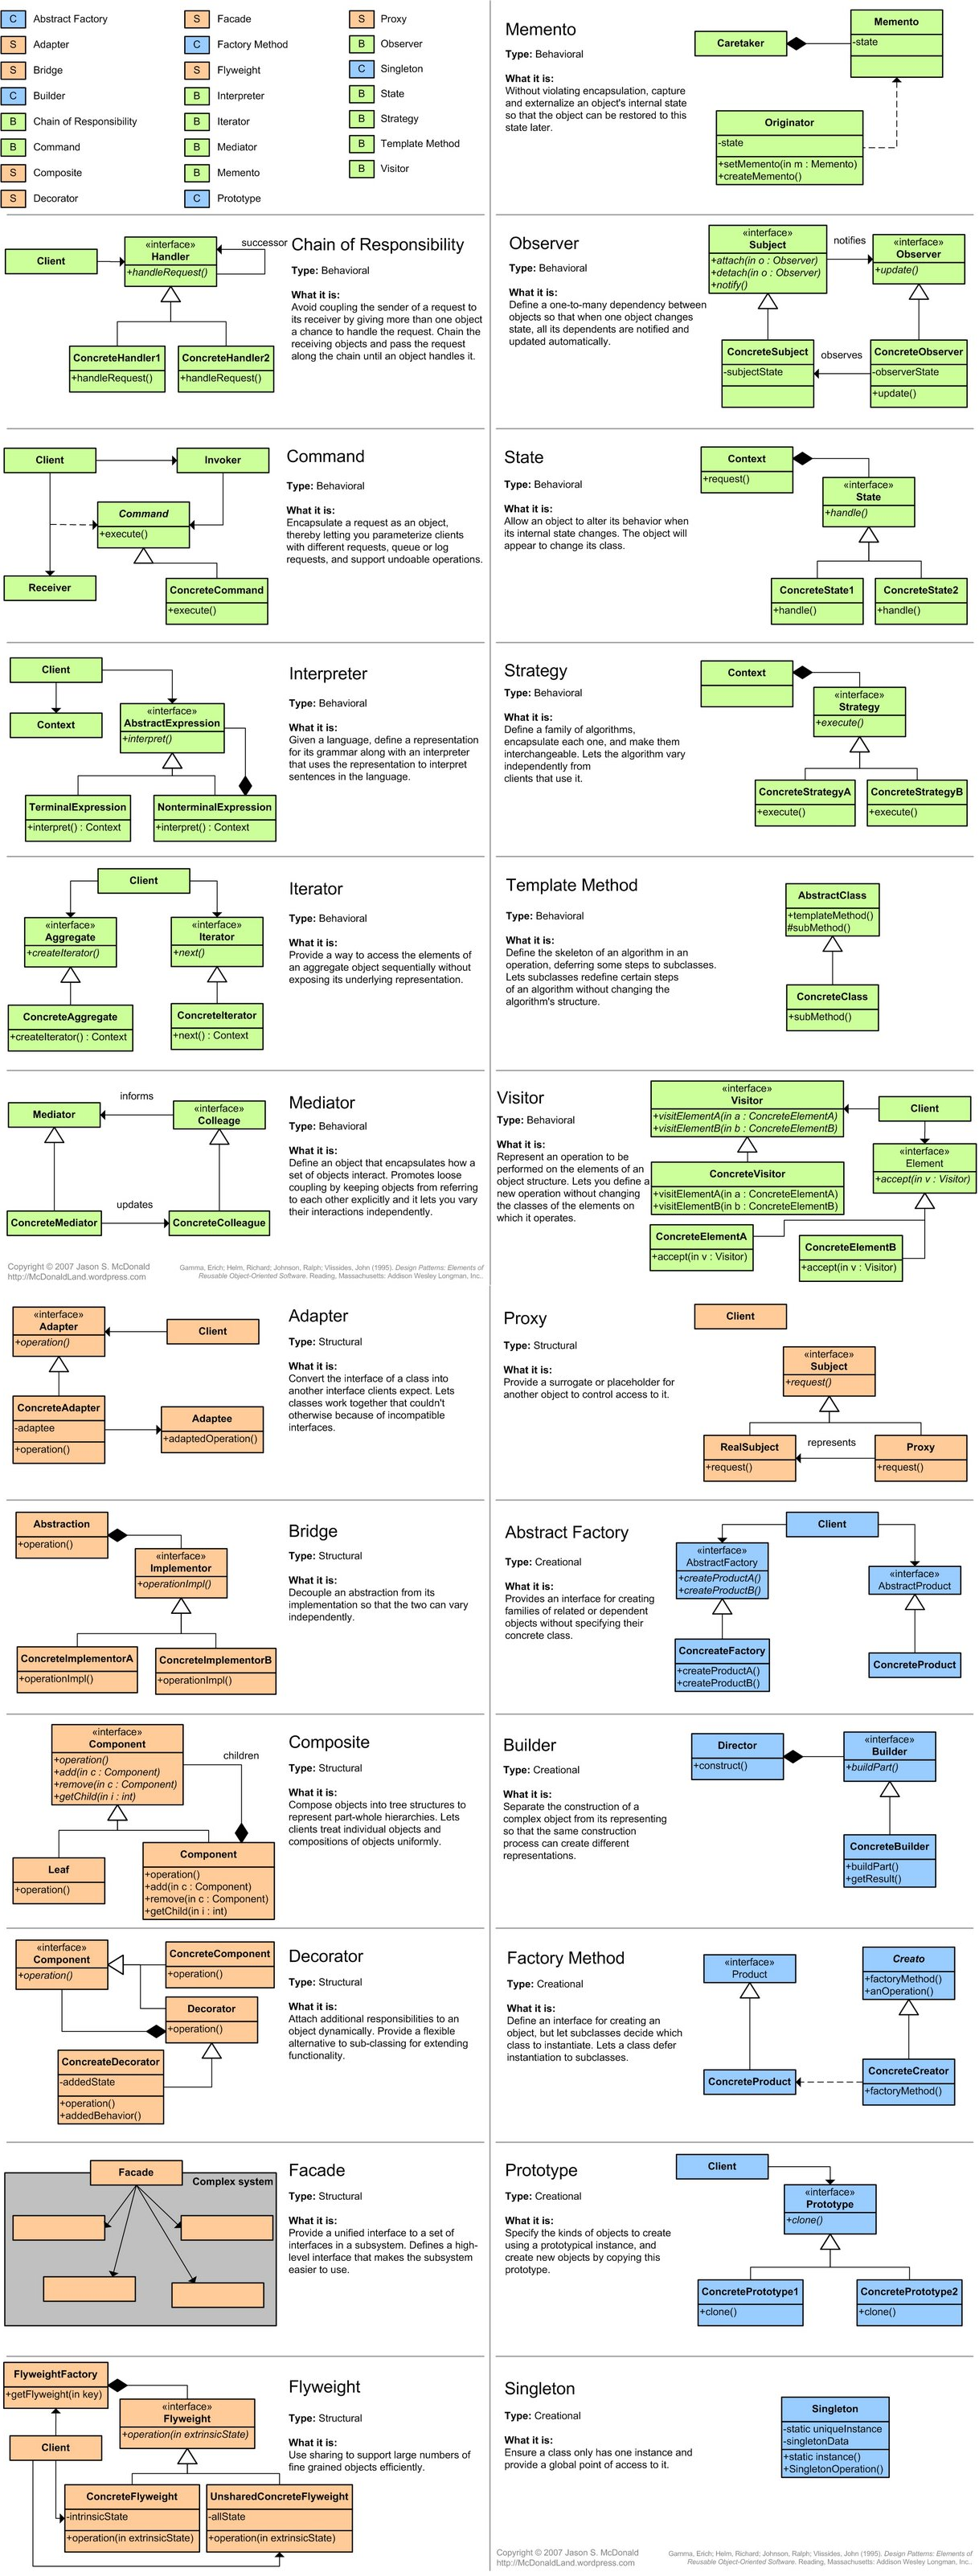 C Abstract Factory
S Adapter
S Bridge
C Builder
B Chain of Responsibility
B Command
S Composite
S Decorator
S Facade
C Factory Method
S Flyweight
B Interpreter
B Iterator
B Mediator
B Memento
C Prototype
S Proxy
B Observer
C Singleton
B State
B Strategy
B Template Method
B Visitor
Memento
Type: Behavioral
What it is:
Without violating encapsulation, capture
and externalize an object's internal state
so that the object can be restored to this
state later.
Caretaker
Memento
-state
Originator
-state
+setMemento(in m : Memento)
+createMemento()
Client
«interface»
Handler
+handleRequest()
successor
ConcreteHandler1
+handleRequest()
ConcreteHandler2
+handleRequest()
Chain of Responsibility
Type: Behavioral
What it is:
Avoid coupling the sender of a request to
its receiver by giving more than one object
a chance to handle the request. Chain the
receiving objects and pass the request
along the chain until an object handles it.
Observer
Type: Behavioral
What it is:
Define a one-to-many dependency between
objects so that when one object changes
state, all its dependents are notified and
updated automatically.
«interface»
Subject
+attach(in o : Observer)
+detach(in o : Observer)
+notify()
notifies
«interface»
Observer
+update()
ConcreteSubject
-subjectState
observes
ConcreteObserver
-observerState
+update()
Client
Invoker
Command
+execute()
Receiver
ConcreteCommand
+execute()
Command
Type: Behavioral
What it is:
Encapsulate a request as an object,
thereby letting you parameterize clients
with different requests, queue or log
requests, and support undoable operations.
State
Type: Behavioral
What it is:
Allow an object to alter its behavior when
its internal state changes. The object will
appear to change its class.
Context
+request()
«interface»
State
+handle()
ConcreteState1
+handle()
ConcreteState2
+handle()
Client
Context
«interface»
AbstractExpression
+interpret()
TerminalExpression
+interpret() : Context
NonterminalExpression
+interpret() : Context
Interpreter
Type: Behavioral
What it is:
Given a language, define a representation
for its grammar along with an interpreter
that uses the representation to interpret
sentences in the language.
Strategy
Type: Behavioral
What it is:
Define a family of algorithms,
encapsulate each one, and make them
interchangeable. Lets the algorithm vary
independently from
clients that use it.
Context
«interface»
Strategy
+execute()
ConcreteStrategyA
+execute()
ConcreteStrategyB
+execute()
Client
«interface»
Aggregate
+createIterator()
«interface»
Iterator
+next()
ConcreteAggregate
+createIterator() : Context
ConcreteIterator
+next() : Context
Iterator
Type: Behavioral
What it is:
Provide a way to access the elements of
an aggregate object sequentially without
exposing its underlying representation.
Template Method
Type: Behavioral
What it is:
Define the skeleton of an algorithm in an
operation, deferring some steps to subclasses.
Lets subclasses redefine certain steps
of an algorithm without changing the
algorithm's structure.
AbstractClass
+templateMethod()
#subMethod()
ConcreteClass
+subMethod()
Mediator
informs
«interface»
Colleage
ConcreteMediator
updates
ConcreteColleague
Mediator
Type: Behavioral
What it is:
Define an object that encapsulates how a
set of objects interact. Promotes loose
coupling by keeping objects from referring
to each other explicitly and it lets you vary
their interactions independently.
Visitor
Type: Behavioral
What it is:
Represent an operation to be
performed on the elements of an
object structure. Lets you define a
new operation without changing
the classes of the elements on
which it operates.
«interface»
Visitor
+visitElementA(in a : ConcreteElementA)
+visitElementB(in b : ConcreteElementB)
Client
«interface»
Element
+accept(in v : Visitor)
ConcreteVisitor
+visitElementA(in a : ConcreteElementA)
+visitElementB(in b : ConcreteElementB)
ConcreteElementA
+accept(in v : Visitor)
ConcreteElementB
+accept(in v : Visitor)
Copyright © 2007 Jason S. McDonald
http://McDonaldLand.wordpress.com
Gamma, Erich; Helm, Richard; Johnson, Ralph; Vlissides, John (1995). Design Patterns: Elements of
Reusable Object-Oriented Software. Reading, Massachusetts: Addison Wesley Longman, Inc..
«interface»
Adapter
+operation()
Client
ConcreteAdapter
-adaptee
+operation()
Adaptee
+adaptedOperation()
Adapter
Type: Structural
What it is:
Convert the interface of a class into
another interface clients expect. Lets
classes work together that couldn't
otherwise because of incompatible
interfaces.
Proxy
Type: Structural
What it is:
Provide a surrogate or placeholder for
another object to control access to it.
Client
«interface»
Subject
+request()
RealSubject
+request()
represents
Proxy
+request()
Abstraction
+operation()
«interface»
Implementor
+operationImpl()
ConcreteImplementorA
+operationImpl()
ConcreteImplementorB
+operationImpl()
Bridge
Type: Structural
What it is:
Decouple an abstraction from its
implementation so that the two can vary
independently.
Abstract Factory
Type: Creational
What it is:
Provides an interface for creating
families of related or dependent
objects without specifying their
concrete class.
Client
«interface»
AbstractFactory
+createProductA()
+createProductB()
«interface»
AbstractProduct
ConcreateFactory
+createProductA()
+createProductB()
ConcreteProduct
«interface»
Component
+operation()
+add(in c : Component)
+remove(in c : Component)
+getChild(in i : int)
children
Leaf
+operation()
Component
+operation()
+add(in c : Component)
+remove(in c : Component)
+getChild(in i : int)
Composite
Type: Structural
What it is:
Compose objects into tree structures to
represent part-whole hierarchies. Lets
clients treat individual objects and
compositions of objects uniformly.
Builder
Type: Creational
What it is:
Separate the construction of a
complex object from its representing
so that the same construction
process can create different
representations.
Director
+construct()
«interface»
Builder
+buildPart()
ConcreteBuilder
+buildPart()
+getResult()
«interface»
Component
+operation()
ConcreteComponent
+operation()
Decorator
+operation()
ConcreateDecorator
-addedState
+operation()
+addedBehavior()
Decorator
Type: Structural
What it is:
Attach additional responsibilities to an
object dynamically. Provide a flexible
alternative to sub-classing for extending
functionality.
Factory Method
Type: Creational
What it is:
Define an interface for creating an
object, but let subclasses decide which
class to instantiate. Lets a class defer
instantiation to subclasses.
«interface»
Product
Creato
+factoryMethod()
+anOperation()
ConcreteProduct
ConcreteCreator
+factoryMethod()
Facade
Complex system
Facade
Type: Structural
What it is:
Provide a unified interface to a set of
interfaces in a subsystem. Defines a high-
level interface that makes the subsystem
easier to use.
Prototype
Type: Creational
What it is:
Specify the kinds of objects to create
using a prototypical instance, and
create new objects by copying this
prototype.
Client
«interface»
Prototype
+clone()
ConcretePrototype1
+clone()
ConcretePrototype2
+clone()
FlyweightFactory
+getFlyweight(in key)
«interface»
Flyweight
+operation(in extrinsicState)
Client
ConcreteFlyweight
-intrinsicState
+operation(in extrinsicState)
UnsharedConcreteFlyweight
-allState
+operation(in extrinsicState)
Flyweight
Type: Structural
What it is:
Use sharing to support large numbers of
fine grained objects efficiently.
Singleton
Type: Creational
What it is:
Ensure a class only has one instance and
provide a global point of access to it.
Singleton
-static uniqueInstance
-singletonData
+static instance()
+SingletonOperation()
Copyright © 2007 Jason S. McDonald
http://McDonaldLand.wordpress.com
Gamma, Erich; Helm, Richard; Johnson, Ralph; Vlissides, John (1995). Design Patterns: Elements of
Reusable Object-Oriented Software. Reading, Massachusetts: Addison Wesley Longman, Inc..